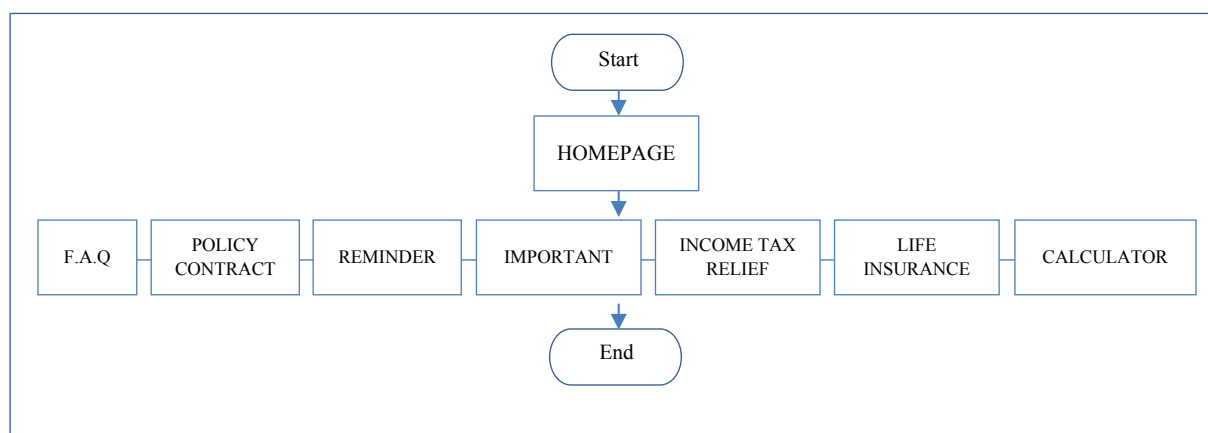 Start
HOMEPAGE
F.A.Q
POLICY
CONTRACT
REMINDER
IMPORTANT
INCOME TAX
RELIEF
LIFE
INSURANCE
CALCULATOR
End